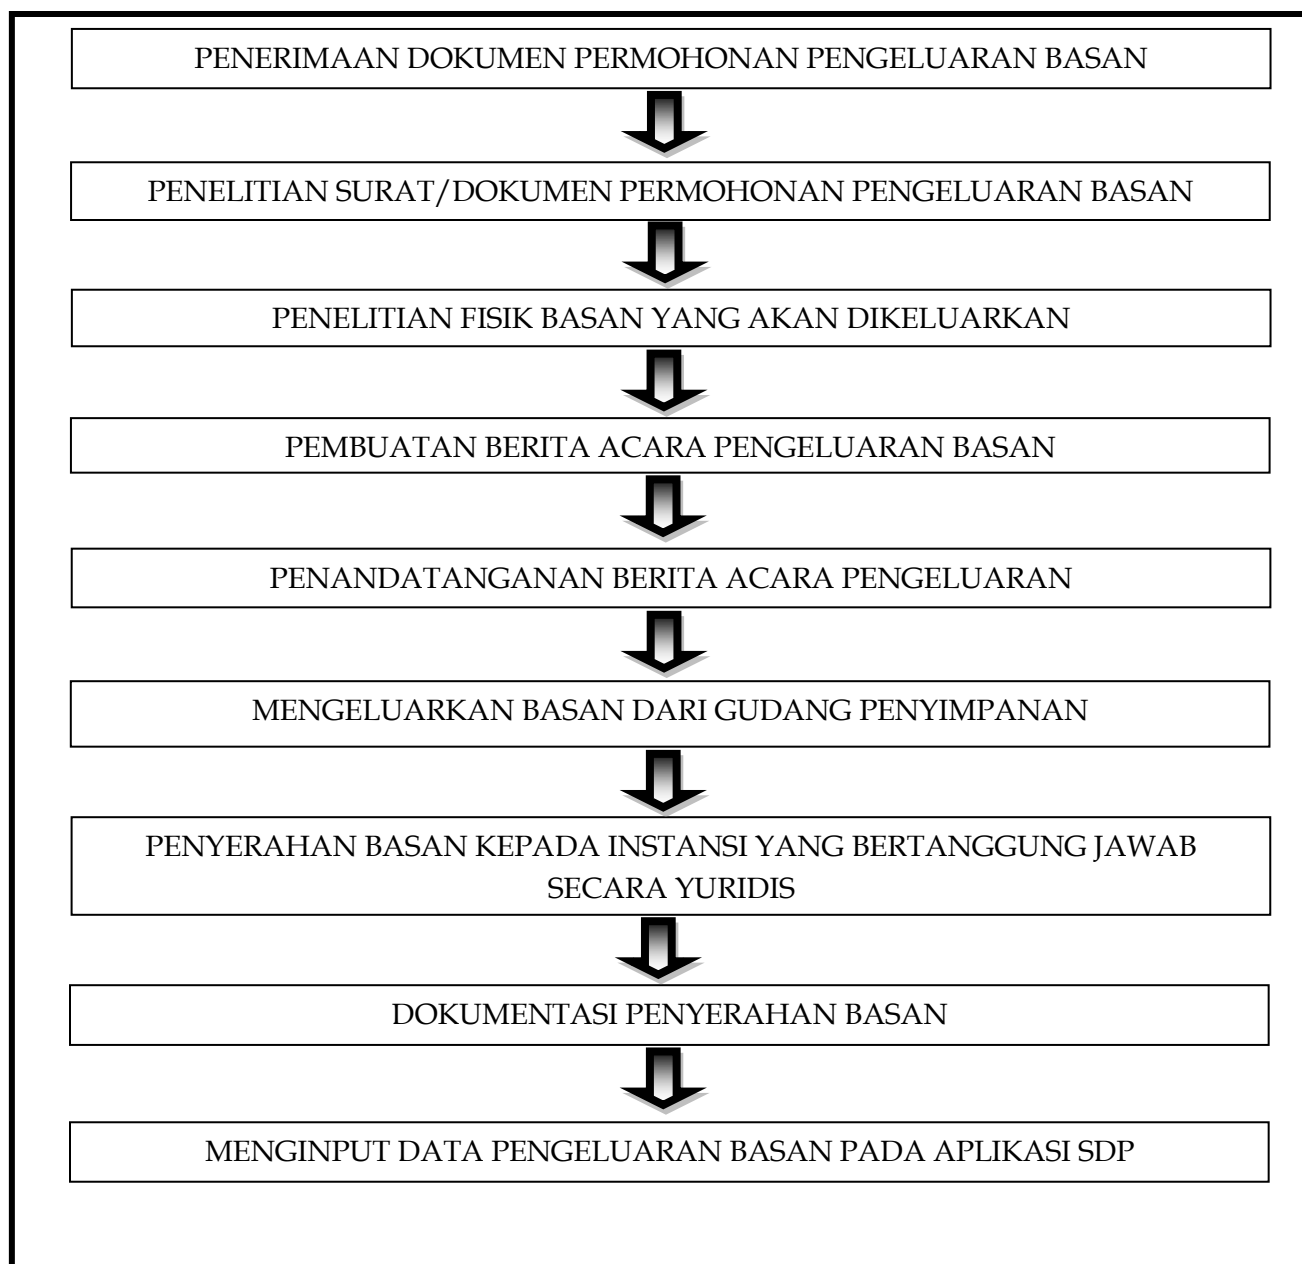 PENERIMAAN DOKUMEN PERMOHONAN PENGELUARAN BASAN
PENELITIAN SURAT/DOKUMEN PERMOHONAN PENGELUARAN BASAN
PENELITIAN FISIK BASAN YANG AKAN DIKELUARKAN
PEMBUATAN BERITA ACARA PENGELUARAN BASAN
PENANDATANGANAN BERITA ACARA PENGELUARAN
MENGELUARKAN BASAN DARI GUDANG PENYIMPANAN
PENYERAHAN BASAN KEPADA INSTANSI YANG BERTANGGUNG JAWAB
SECARA YURIDIS
DOKUMENTASI PENYERAHAN BASAN
MENGINPUT DATA PENGELUARAN BASAN PADA APLIKASI SDP